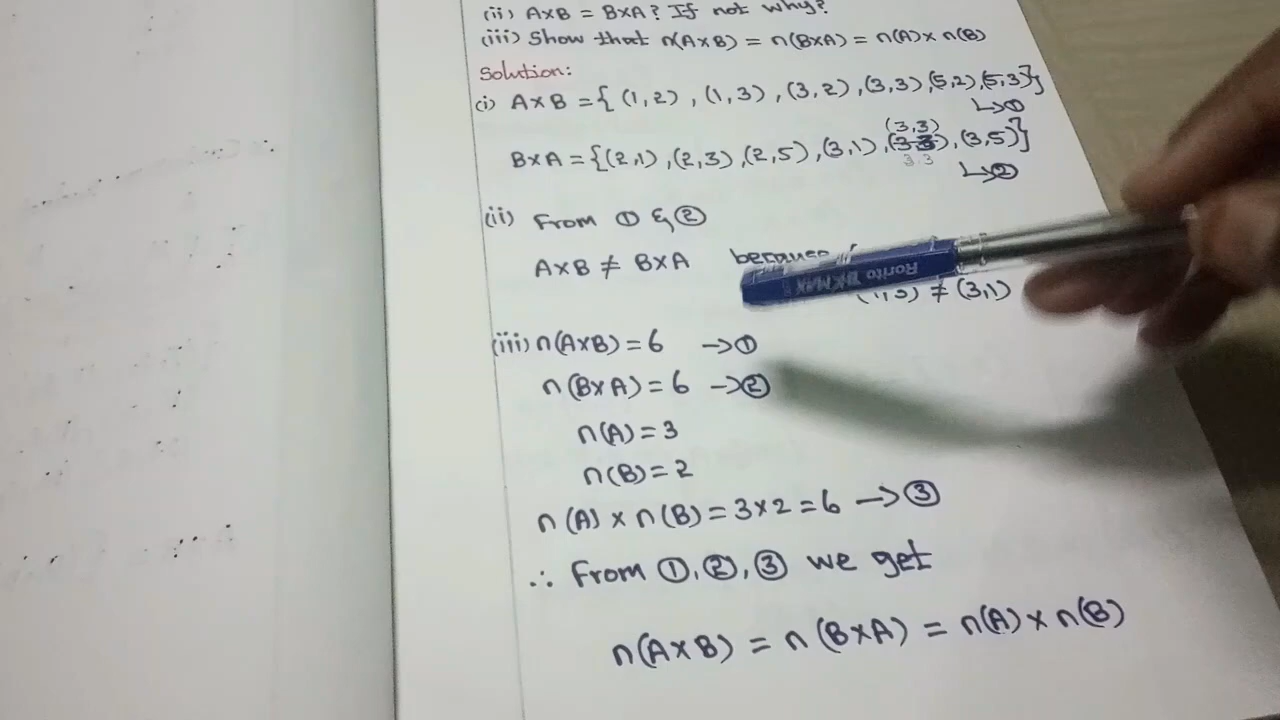 (ii) A×B = B×A? If not why?
(iii) Show that n(A×B) = n(B×A) = n(A)× n(B)
Solution:
(i) A×B = { (1,2) , (1,3) , (3,2) , (3,3) , (5,2) , (5,3)}
↳①
(3,3)
B×A = {(2,1) , (2,3) , (2,5) , (3,1) , (3,3) , (3,5)}
3.3
↳②
(ii) From ① & ②
A×B ≠ B×A because
Rorito
≠ (3,1)
(iii) n(A×B) = 6 →①
n(B×A) = 6 →②
n(A) = 3
n(B) = 2
n(A) × n(B) = 3×2 = 6 →③
∴ From ①, ②, ③ we get
n(A×B) = n(B×A) = n(A) × n(B)